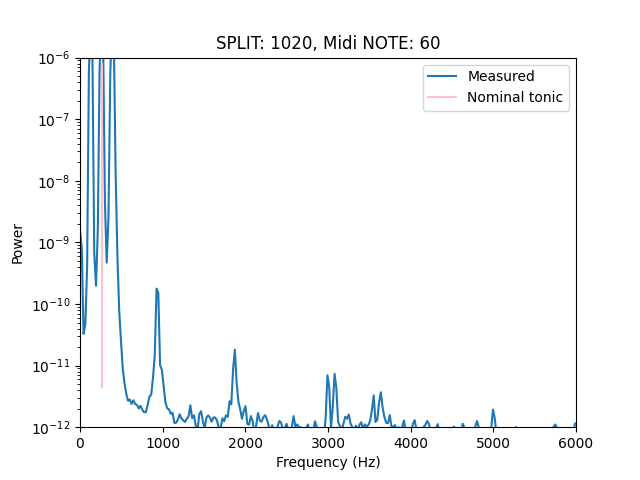 SPLIT: 1020, Midi NOTE: 60
Measured
Nominal tonic
Power
10⁻⁶
10⁻⁷
10⁻⁸
10⁻⁹
10⁻¹⁰
10⁻¹¹
10⁻¹²
0 1000 2000 3000 4000 5000 6000
Frequency (Hz)